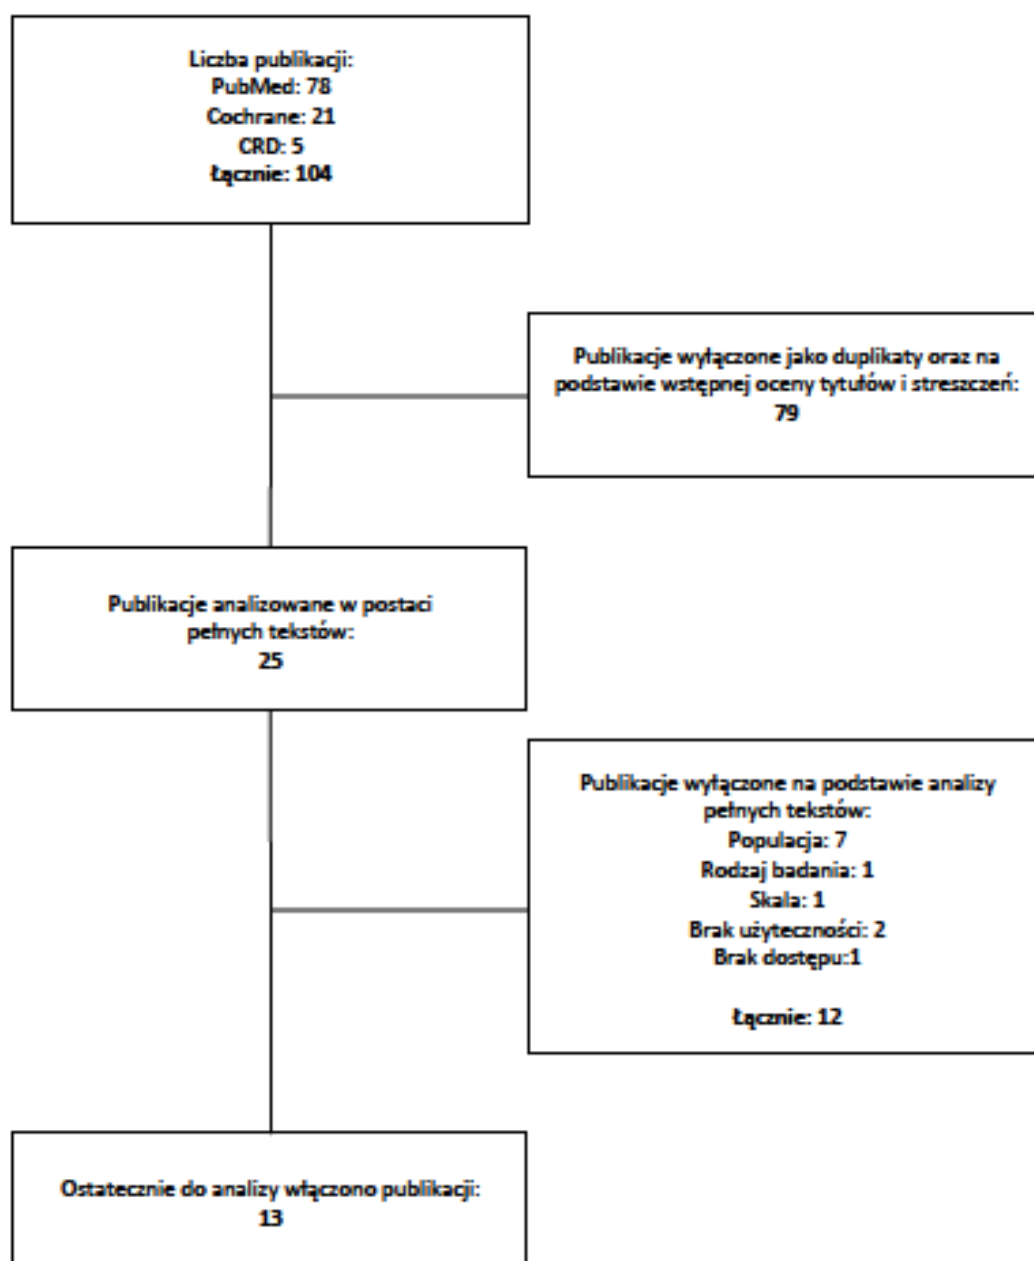 Liczba publikacji:
PubMed: 78
Cochrane: 21
CRD: 5
Łącznie: 104
Publikacje wyłączone jako duplikaty oraz na
podstawie wstępnej oceny tytułów i streszczeń:
79
Publikacje analizowane w postaci
pełnych tekstów:
25
Publikacje wyłączone na podstawie analizy
pełnych tekstów:
Populacja: 7
Rodzaj badania: 1
Skala: 1
Brak użyteczności: 2
Brak dostępu:1
Łącznie: 12
Ostatecznie do analizy włączono publikacji:
13